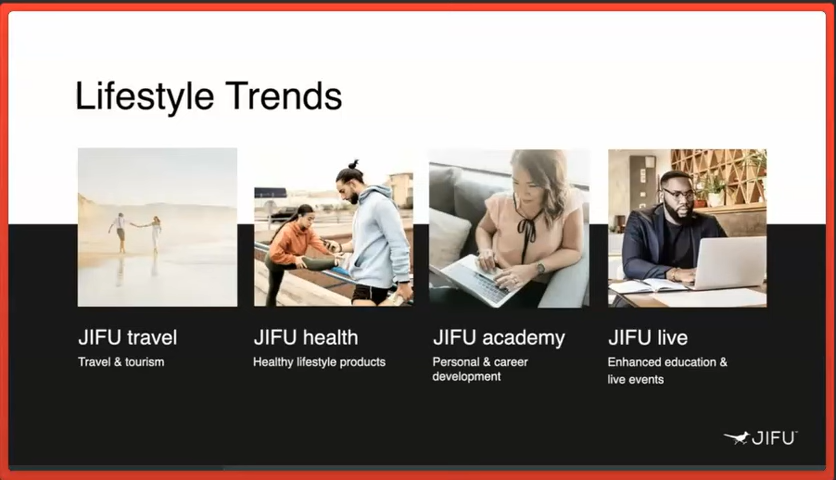 Lifestyle Trends
JIFU travel
Travel & tourism
JIFU health
Healthy lifestyle products
JIFU academy
Personal & career
development
JIFU live
Enhanced education &
live events
JIFU